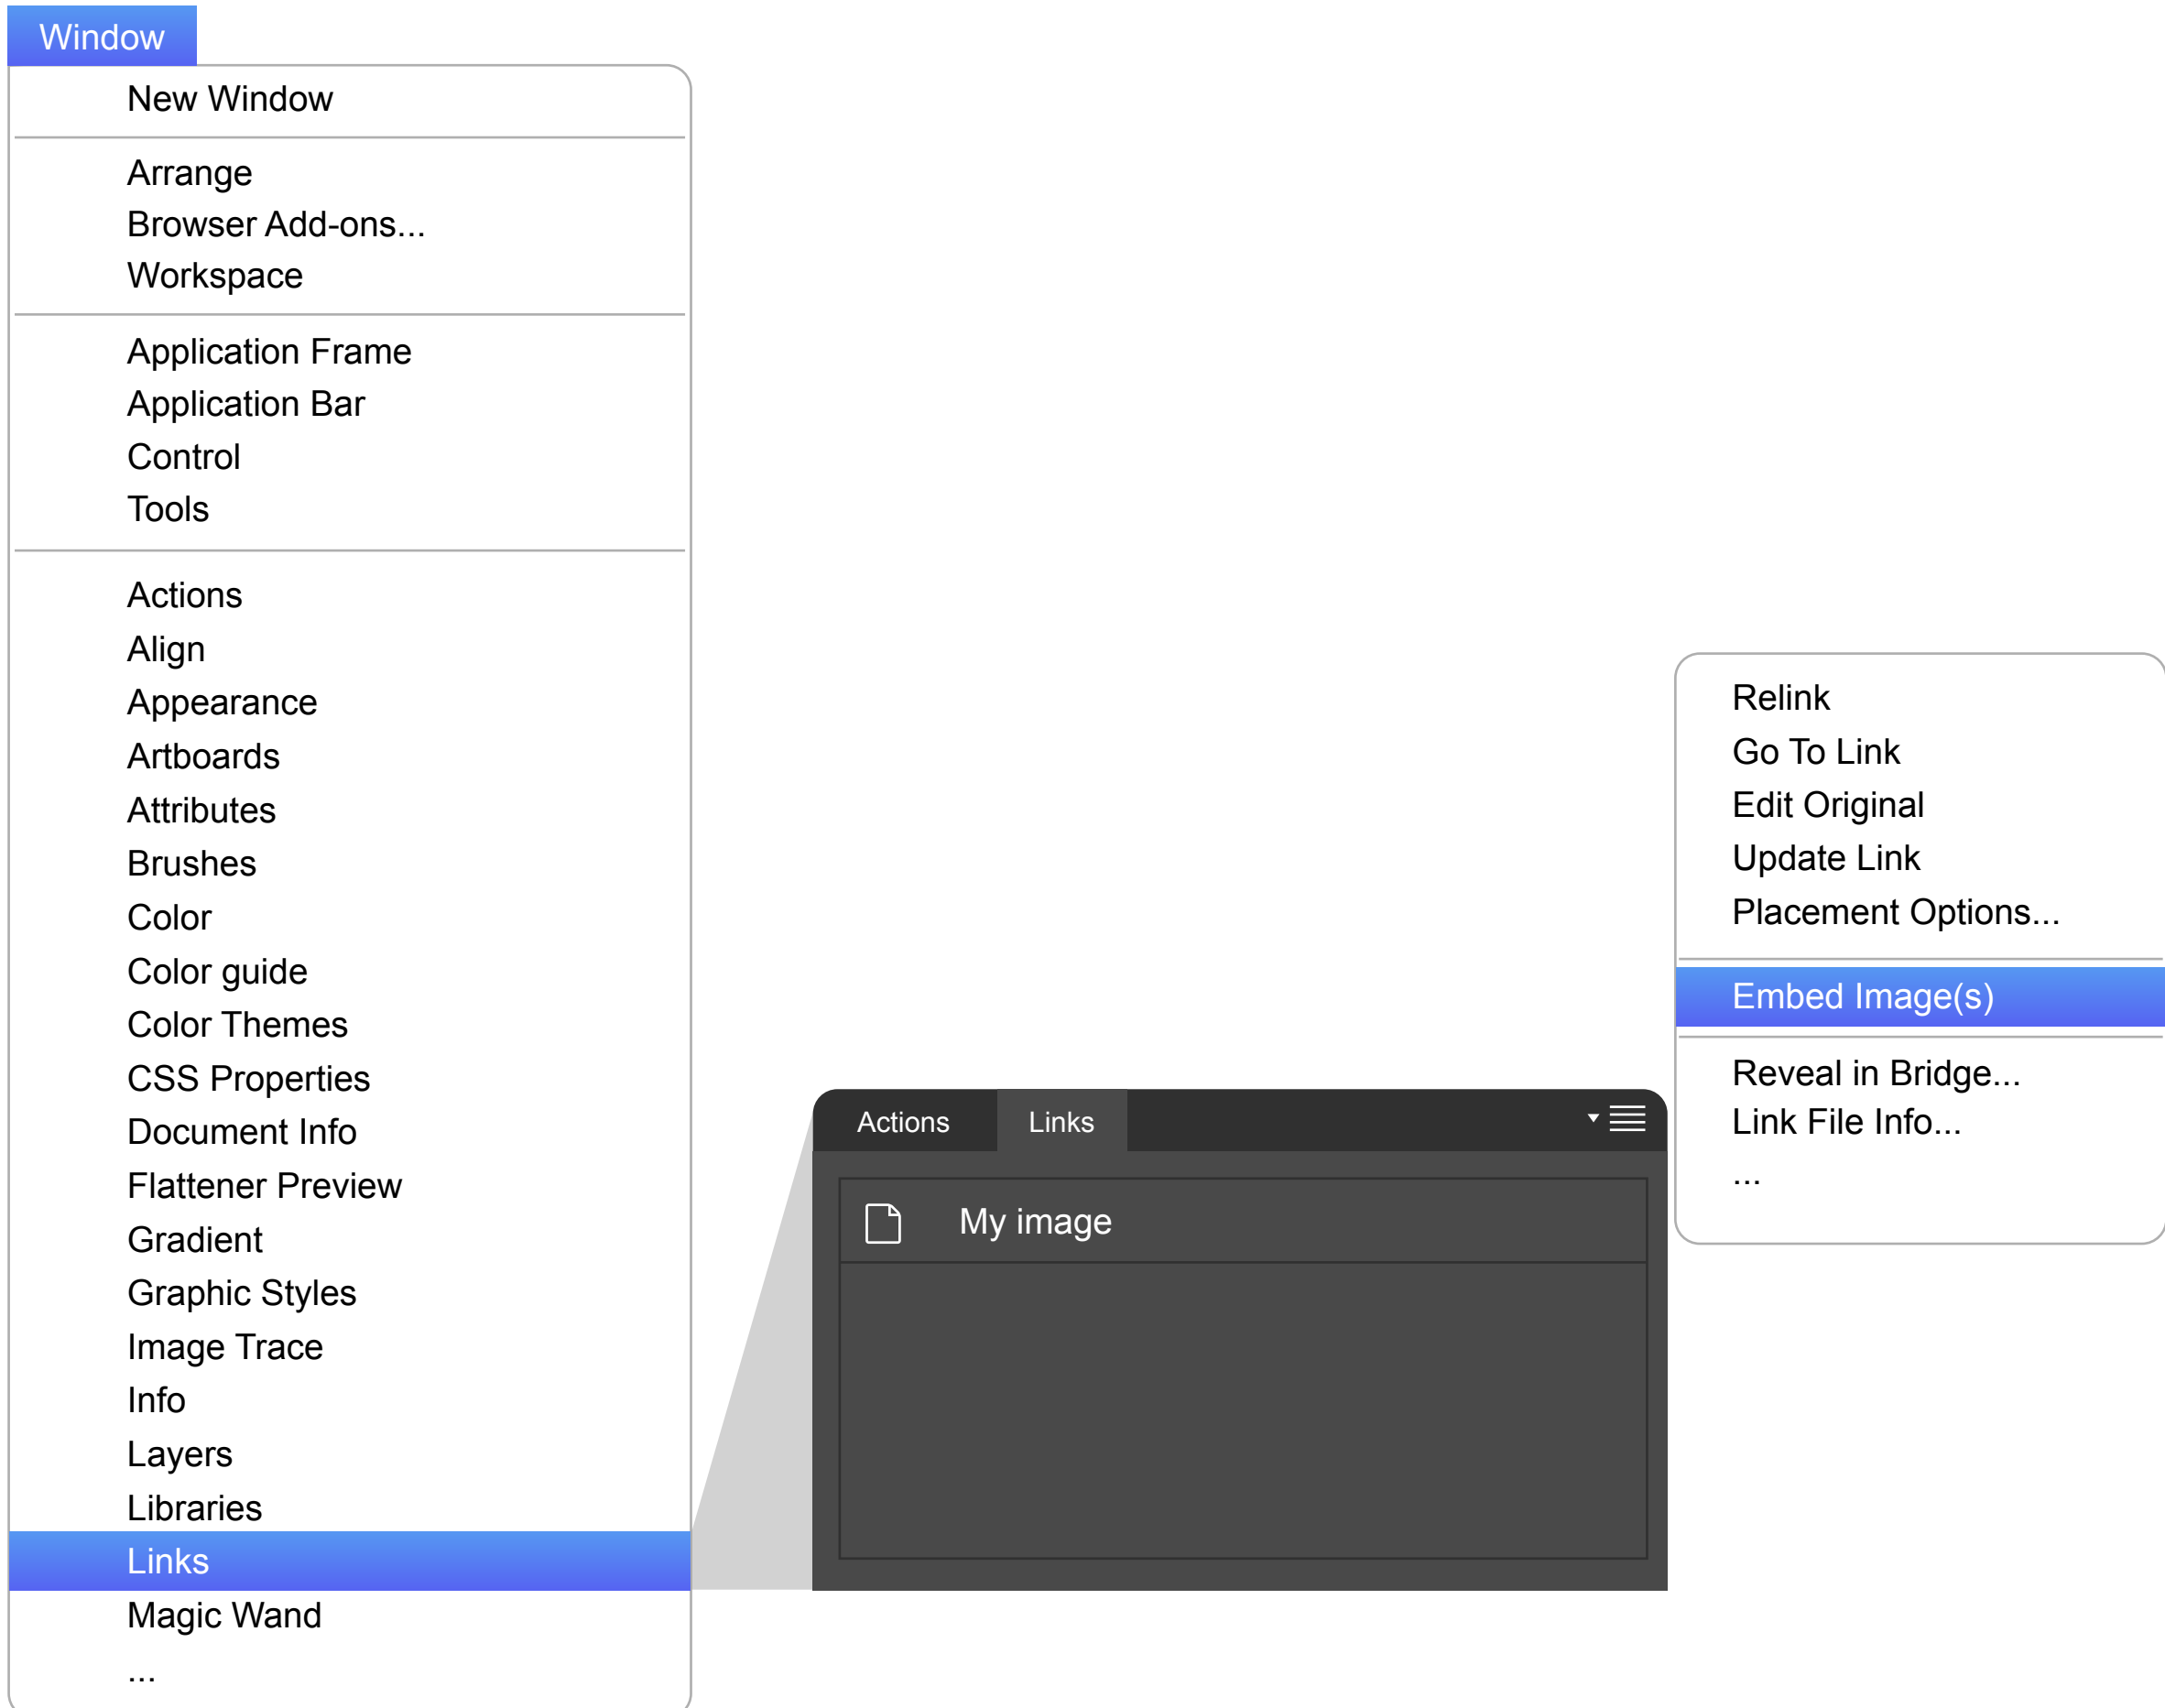 Window
New Window
Arrange
Browser Add-ons...
Workspace
Application Frame
Application Bar
Control
Tools
Actions
Align
Appearance
Artboards
Attributes
Brushes
Color
Color guide
Color Themes
CSS Properties
Document Info
Flattener Preview
Gradient
Graphic Styles
Image Trace
Info
Layers
Libraries
Links
Magic Wand
...
Actions Links
My image
Relink
Go To Link
Edit Original
Update Link
Placement Options...
Embed Image(s)
Reveal in Bridge...
Link File Info...
...